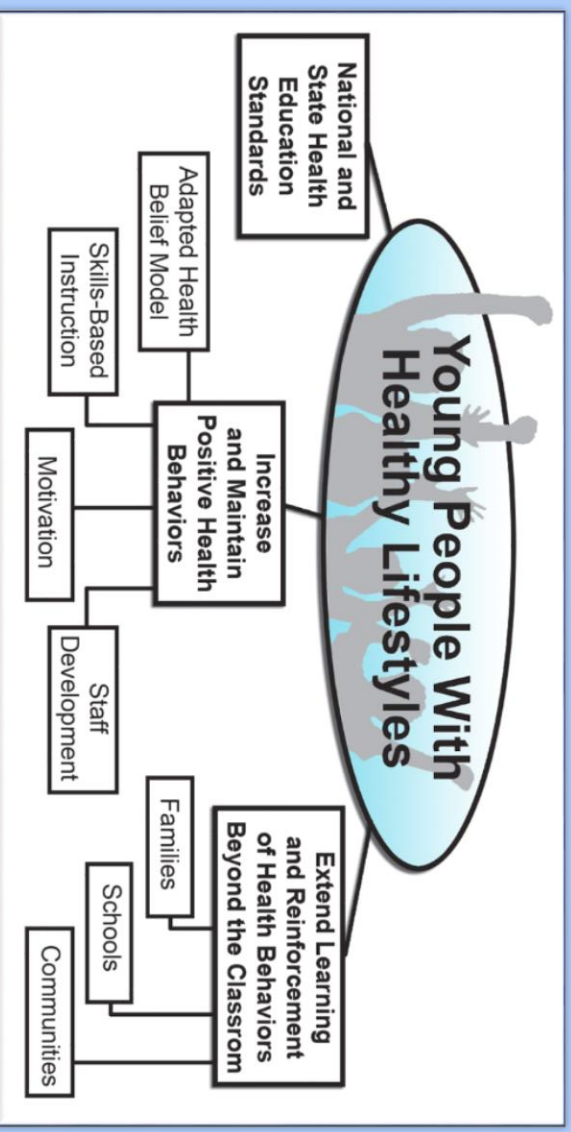 Young People With
Healthy Lifestyles
National and
State Health
Education
Standards
Increase
and Maintain
Positive Health
Behaviors
Adapted Health
Belief Model
Skills-Based
Instruction
Motivation
Staff
Development
Extend Learning
and Reinforcement
of Health Behaviors
Beyond the Classrom
Families
Schools
Communities